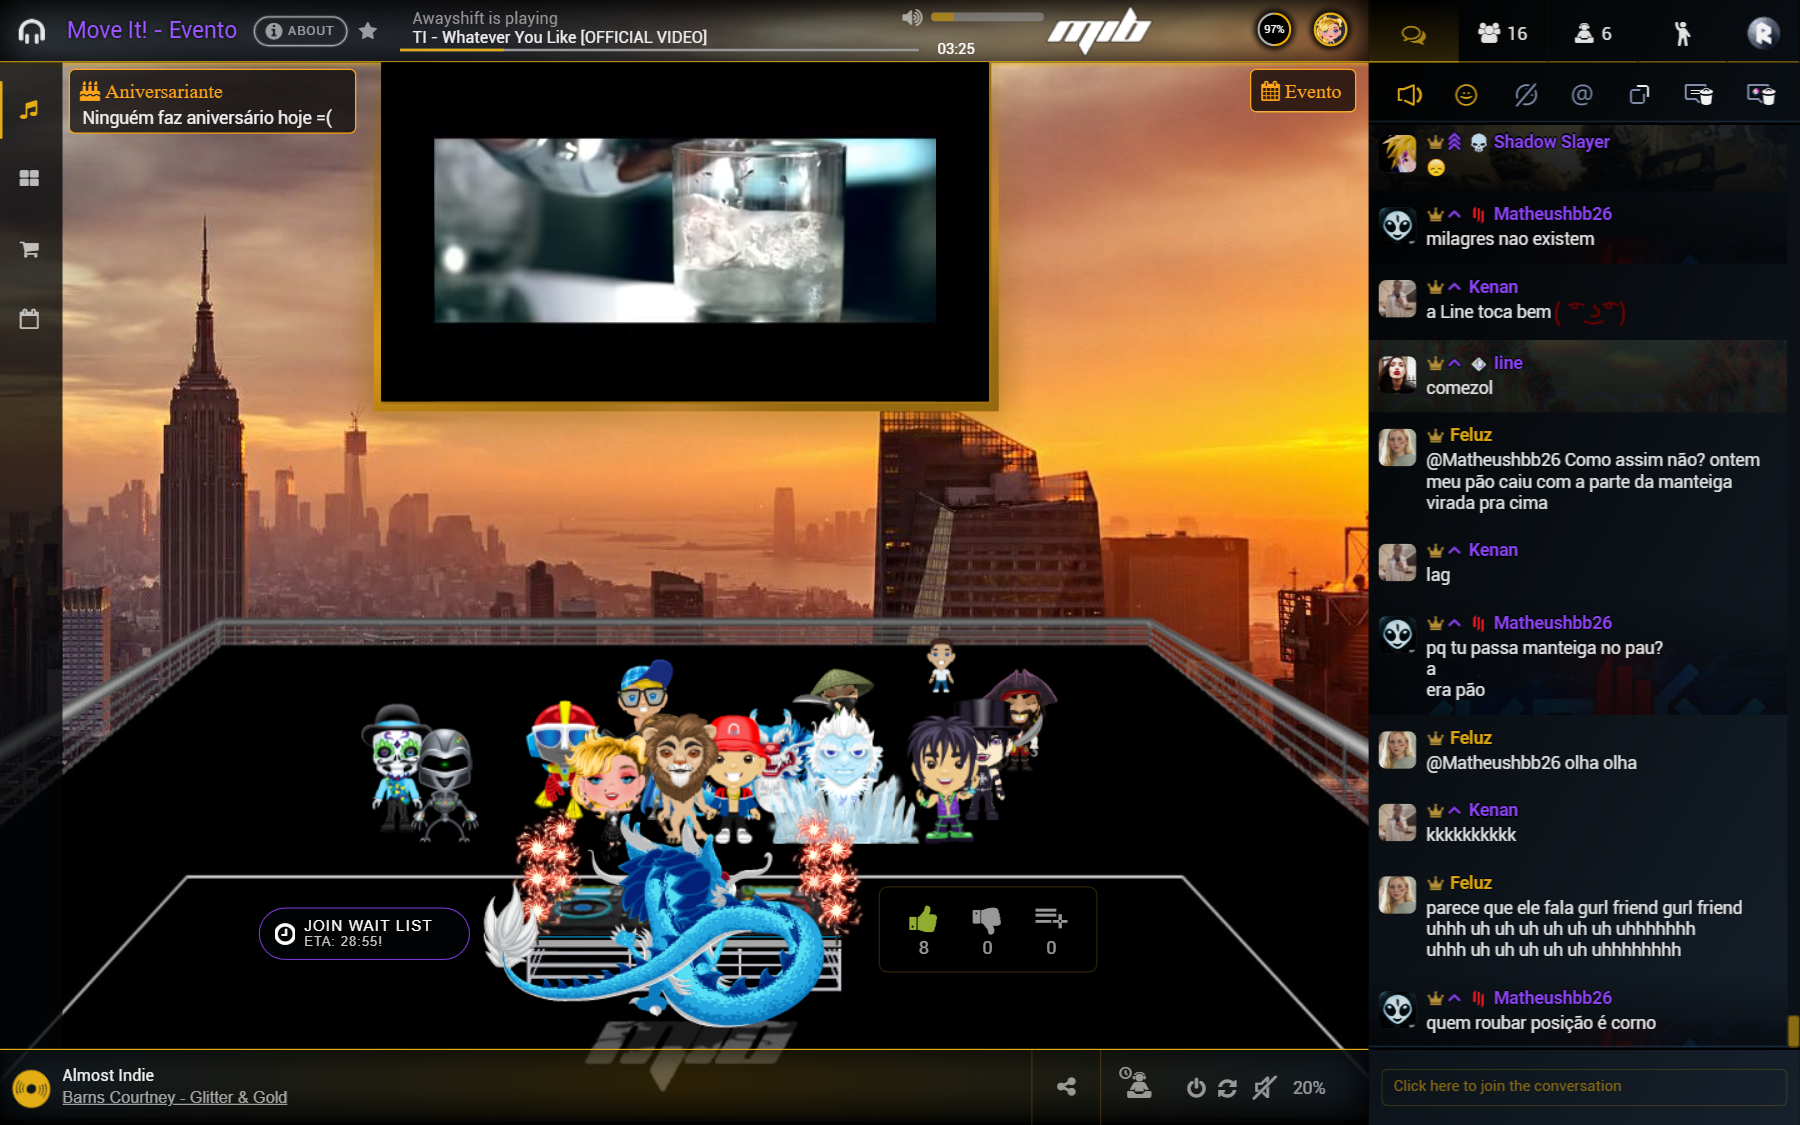 Move It! - Evento
ABOUT
Awayshift is playing
TI - Whatever You Like [OFFICIAL VIDEO]
03:25
mib
97%
16
6
R
Aniversariante
Ninguém faz aniversário hoje =(
Evento
Shadow Slayer
Matheushbb26
milagres nao existem
Kenan
a Line toca bem ( ͡° ͜ʖ ͡°)
line
comezol
Feluz
@Matheushbb26 Como assim não? ontem
meu pão caiu com a parte da manteiga
virada pra cima
Kenan
lag
Matheushbb26
pq tu passa manteiga no pau?
a
era pão
Feluz
@Matheushbb26 olha olha
Kenan
kkkkkkkkkk
Feluz
parece que ele fala gurl friend gurl friend
uhhh uh uh uh uh uh uh uhhhhhhh
uhhh uh uh uh uh uh uhhhhhhhh
Matheushbb26
quem roubar posição é corno
JOIN WAIT LIST
ETA: 28:55!
8
0
0
mib
Almost Indie
Barns Courtney - Glitter & Gold
20%
Click here to join the conversation